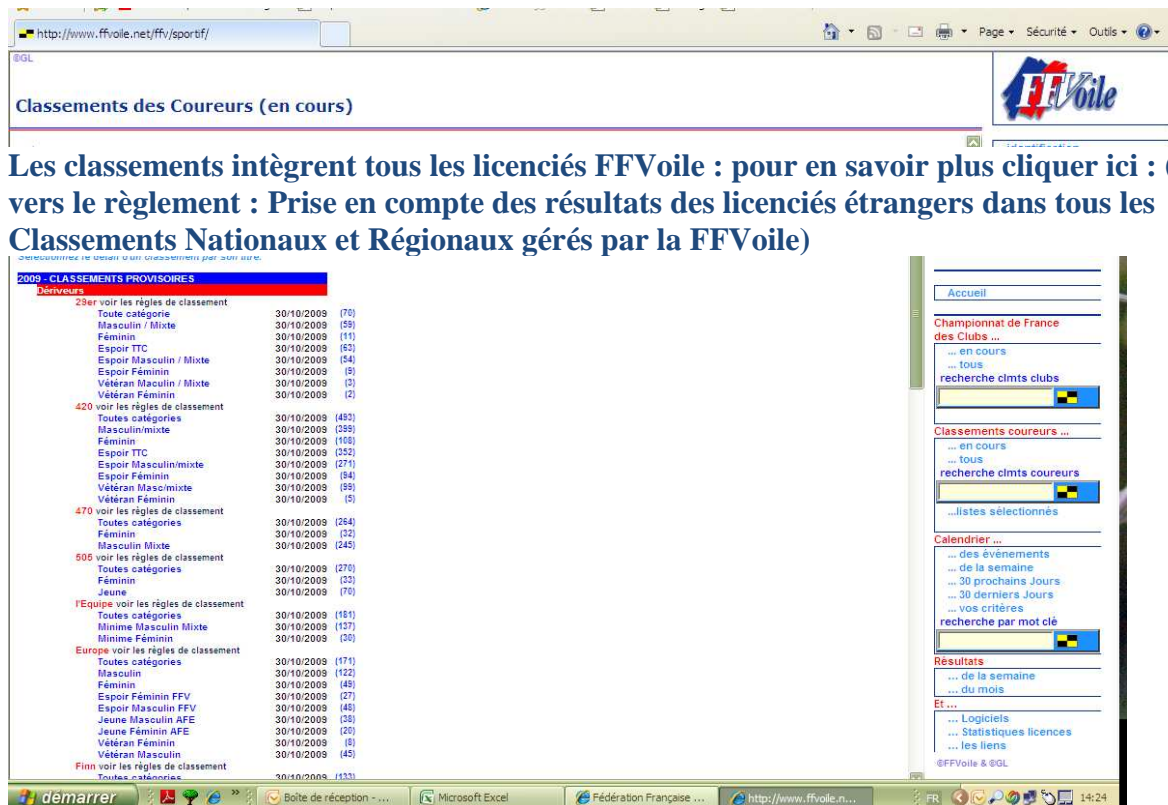 http://www.ffvoile.net/ffv/sportif/
Page Sécurité Outils
©GL
Classements des Coureurs (en cours)
FFVoile
Les classements intègrent tous les licenciés FFVoile : pour en savoir plus cliquer ici : (
vers le règlement : Prise en compte des résultats des licenciés étrangers dans tous les
Classements Nationaux et Régionaux gérés par la FFVoile)
Sélectionnez le détail d'un classement par son titre.
2009 - CLASSEMENTS PROVISOIRES
Dériveurs
29er voir les règles de classement
Toute catégorie 30/10/2009 (70)
Masculin / Mixte 30/10/2009 (59)
Féminin 30/10/2009 (11)
Espoir TTC 30/10/2009 (63)
Espoir Masculin / Mixte 30/10/2009 (54)
Espoir Féminin 30/10/2009 (9)
Vétéran Maculin / Mixte 30/10/2009 (3)
Vétéran Féminin 30/10/2009 (2)
420 voir les règles de classement
Toutes catégories 30/10/2009 (493)
Masculin/mixte 30/10/2009 (399)
Féminin 30/10/2009 (108)
Espoir TTC 30/10/2009 (352)
Espoir Masculin/mixte 30/10/2009 (271)
Espoir Féminin 30/10/2009 (94)
Vétéran Masc/mixte 30/10/2009 (99)
Vétéran Féminin 30/10/2009 (5)
470 voir les règles de classement
Toutes catégories 30/10/2009 (264)
Féminin 30/10/2009 (32)
Masculin Mixte 30/10/2009 (245)
505 voir les règles de classement
Toutes catégories 30/10/2009 (270)
Féminin 30/10/2009 (33)
Jeune 30/10/2009 (70)
l'Equipe voir les règles de classement
Toutes catégories 30/10/2009 (181)
Minime Masculin Mixte 30/10/2009 (137)
Minime Féminin 30/10/2009 (30)
Europe voir les règles de classement
Toutes catégories 30/10/2009 (171)
Masculin 30/10/2009 (122)
Féminin 30/10/2009 (49)
Espoir Féminin FFV 30/10/2009 (27)
Espoir Masculin FFV 30/10/2009 (48)
Jeune Masculin AFE 30/10/2009 (38)
Jeune Féminin AFE 30/10/2009 (20)
Vétéran Féminin 30/10/2009 (8)
Vétéran Masculin 30/10/2009 (45)
Finn voir les règles de classement
Toutes catégories 30/10/2009 (133)
Accueil
Championnat de France
des Clubs ...
... en cours
... tous
recherche clmts clubs
Classements coureurs ...
... en cours
... tous
recherche clmts coureurs
...listes sélectionnés
Calendrier ...
... des événements
... de la semaine
... 30 prochains Jours
... 30 derniers Jours
... vos critères
recherche par mot clé
Résultats
... de la semaine
... du mois
Et ...
... Logiciels
... Statistiques licences
... les liens
©FFVoile & ©GL
démarrer Boîte de réception - ... Microsoft Excel Fédération Française ... http://www.ffvoile.n... FR 14:24